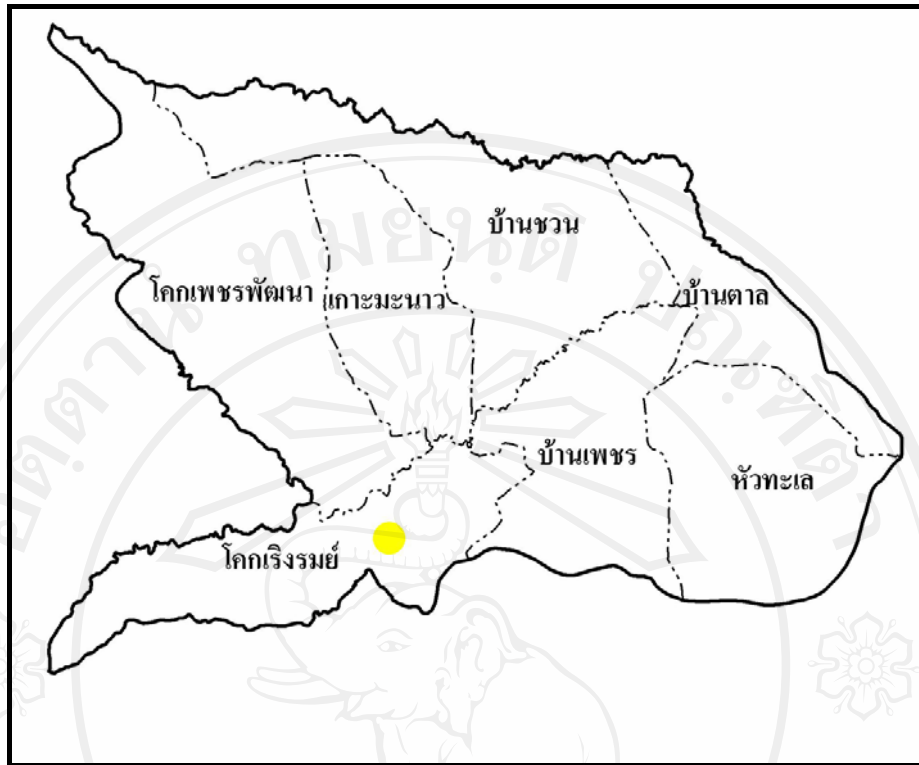 บ้านชวน
โคกเพชรพัฒนา
เกาะมะนาว
บ้านตาล
บ้านเพชร
หัวทะเล
โคกเริงรมย์